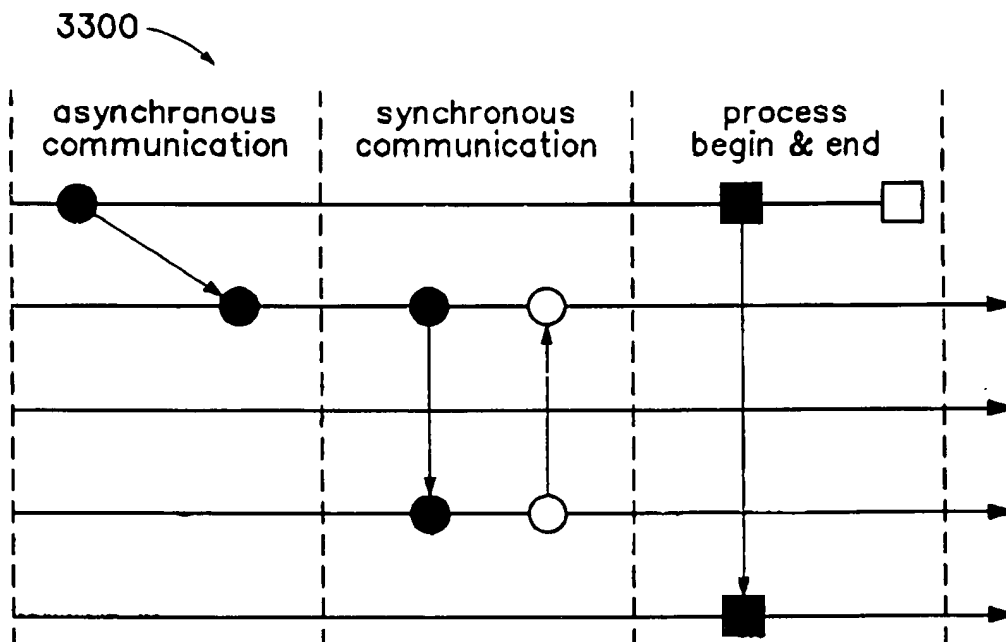 3300
asynchronous
communication
synchronous
communication
process
begin & end